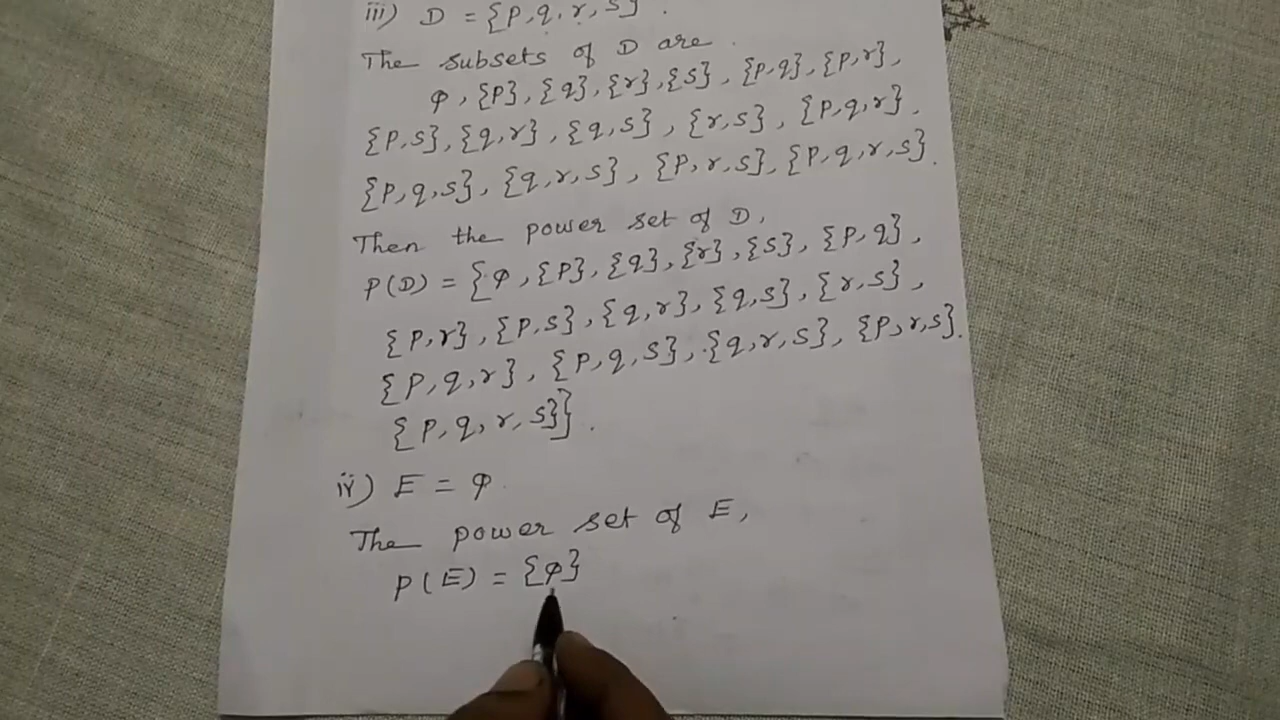 iii) D = {P, q, r, s}.
The subsets of D are
φ, {P}, {q}, {r}, {s}, {P, q}, {P, r},
{P, s}, {q, r}, {q, s}, {r, s}, {P, q, r},
{P, q, s}, {q, r, s}, {P, r, s}, {P, q, r, s}.
Then the power set of D,
P(D) = {φ, {P}, {q}, {r}, {s}, {P, q},
{P, r}, {P, s}, {q, r}, {q, s}, {r, s},
{P, q, r}, {P, q, s}, {q, r, s}, {P, r, s}.
{P, q, r, s}}.
iv) E = φ
The power set of E,
P(E) = {φ}